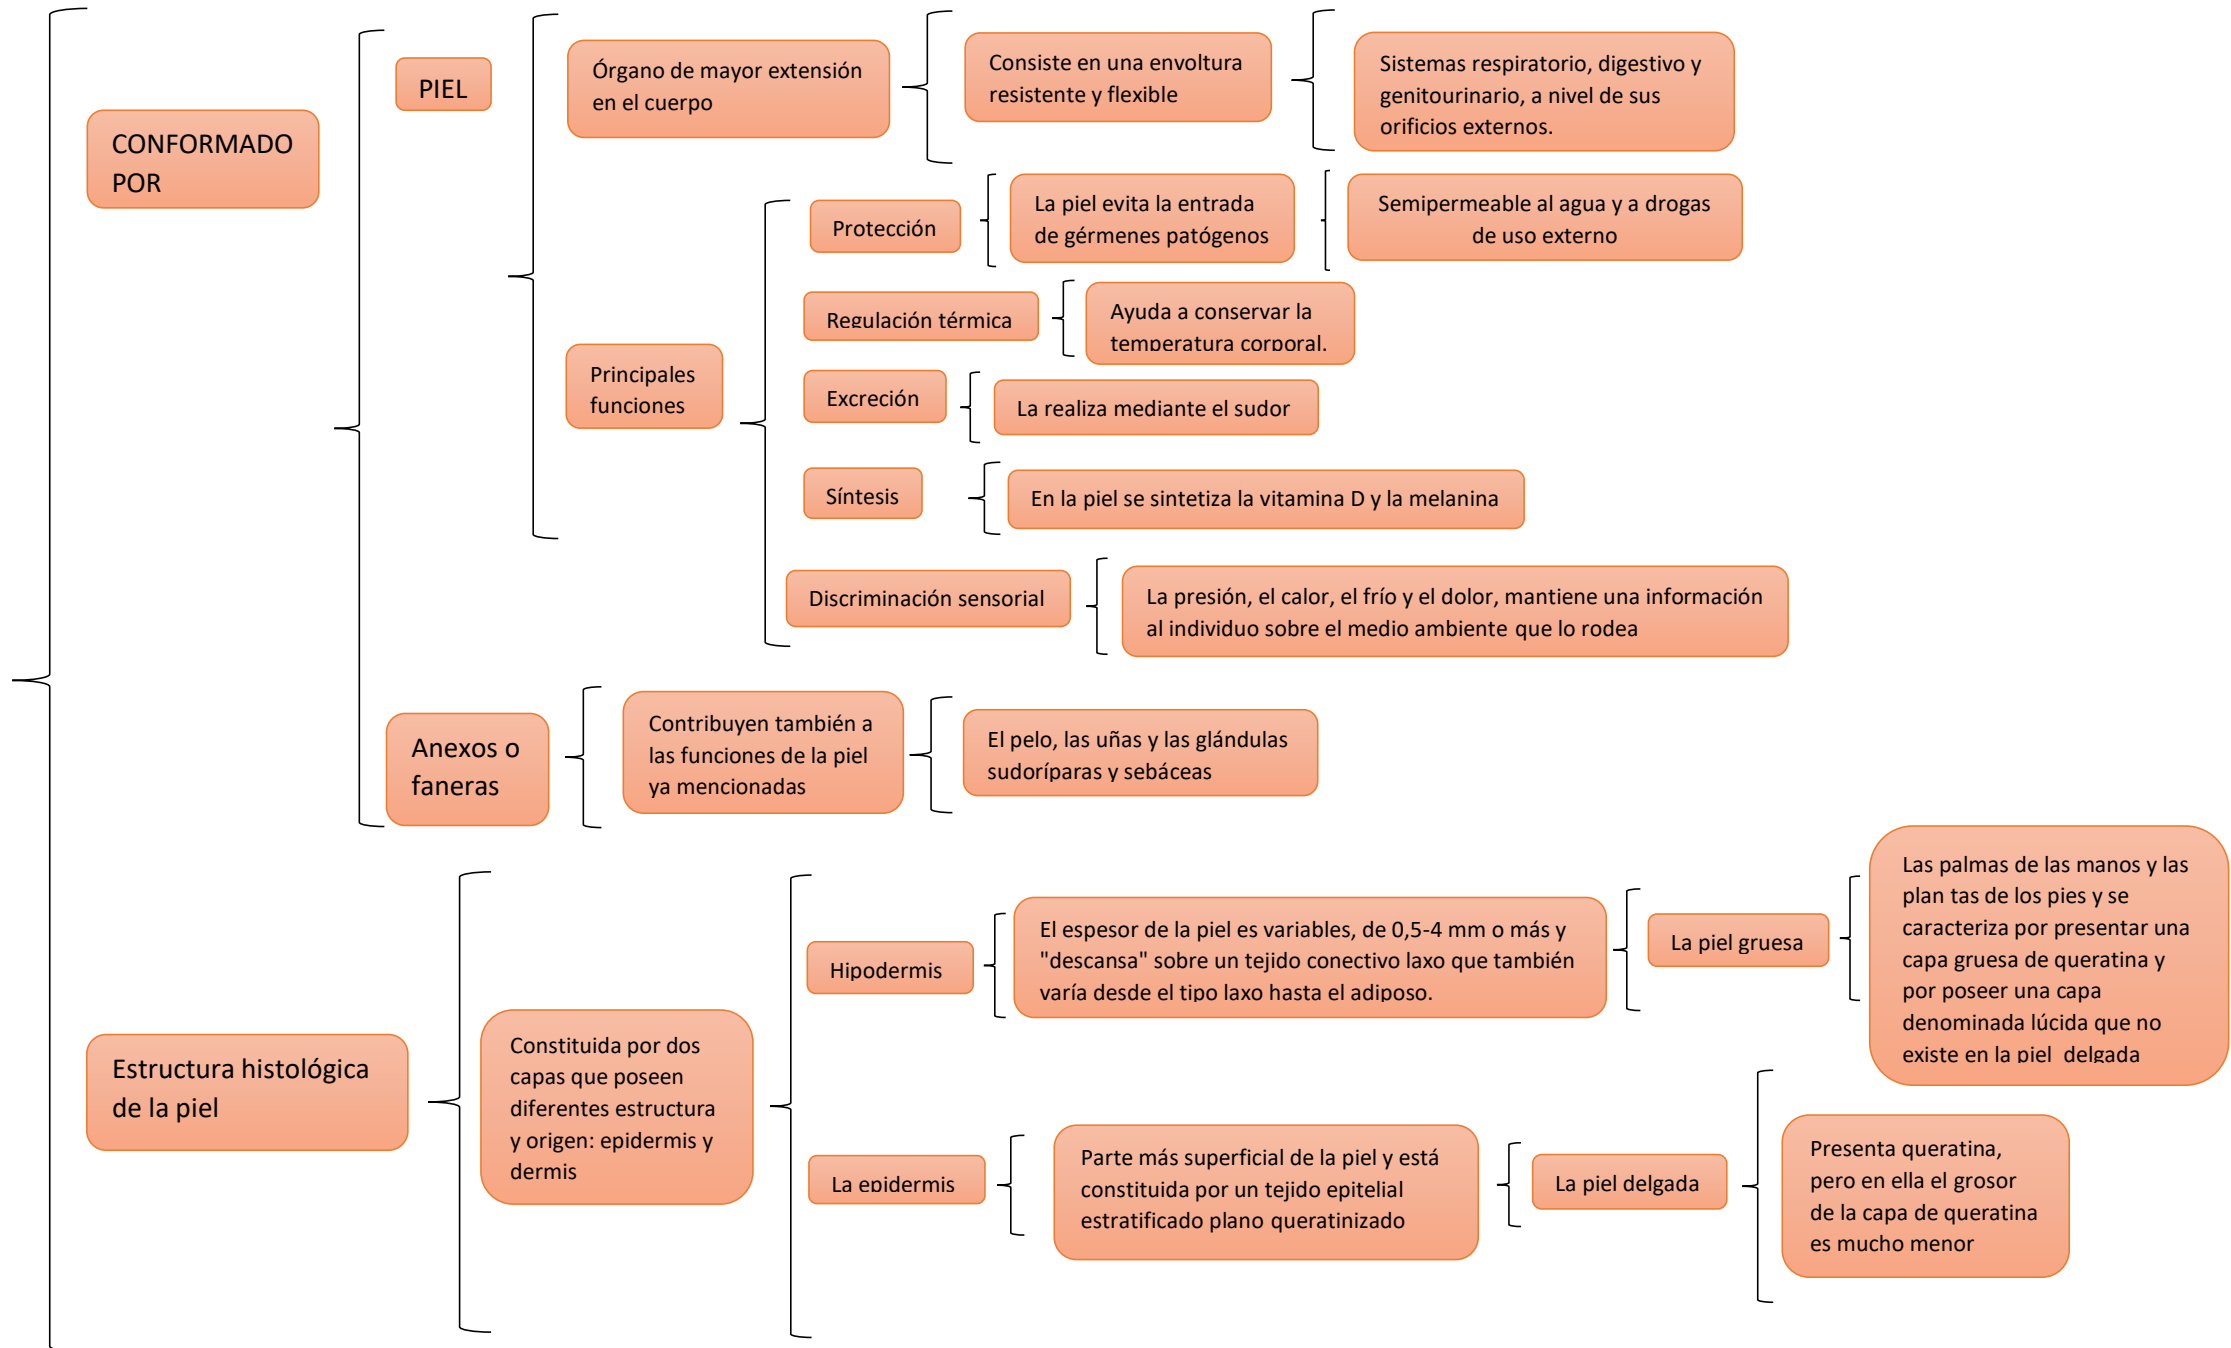 CONFORMADO
POR
PIEL
Órgano de mayor extensión
en el cuerpo
Consiste en una envoltura
resistente y flexible
Sistemas respiratorio, digestivo y
genitourinario, a nivel de sus
orificios externos.
Principales
funciones
Protección
La piel evita la entrada
de gérmenes patógenos
Semipermeable al agua y a drogas
de uso externo
Regulación térmica
Ayuda a conservar la
temperatura corporal.
Excreción
La realiza mediante el sudor
Síntesis
En la piel se sintetiza la vitamina D y la melanina
Discriminación sensorial
La presión, el calor, el frío y el dolor, mantiene una información
al individuo sobre el medio ambiente que lo rodea
Anexos o
faneras
Contribuyen también a
las funciones de la piel
ya mencionadas
El pelo, las uñas y las glándulas
sudoríparas y sebáceas
Estructura histológica
de la piel
Constituida por dos
capas que poseen
diferentes estructura
y origen: epidermis y
dermis
Hipodermis
El espesor de la piel es variables, de 0,5-4 mm o más y
"descansa" sobre un tejido conectivo laxo que también
varía desde el tipo laxo hasta el adiposo.
La piel gruesa
Las palmas de las manos y las
plan tas de los pies y se
caracteriza por presentar una
capa gruesa de queratina y
por poseer una capa
denominada lúcida que no
existe en la piel delgada
La epidermis
Parte más superficial de la piel y está
constituida por un tejido epitelial
estratificado plano queratinizado
La piel delgada
Presenta queratina,
pero en ella el grosor
de la capa de queratina
es mucho menor